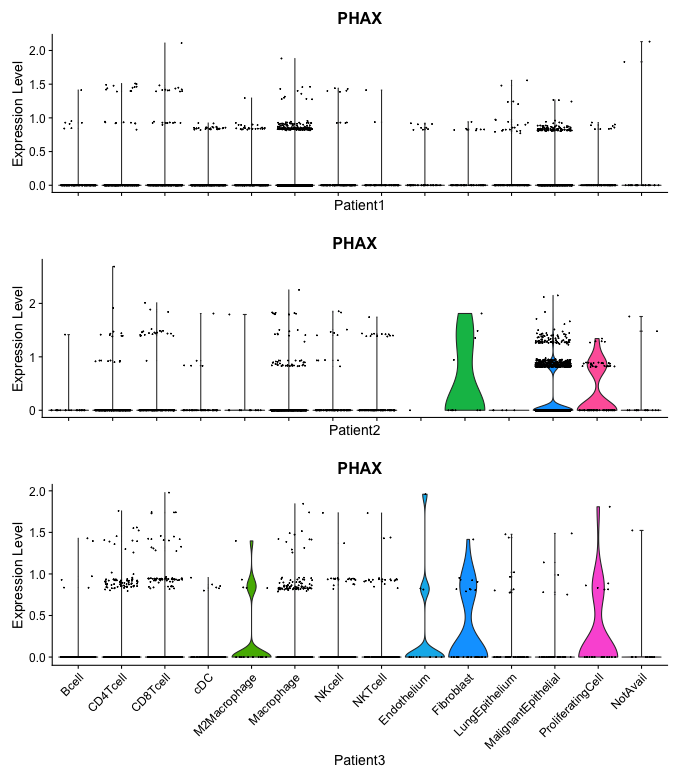 PHAX
Expression Level
2.0
1.5
1.0
0.5
0.0
Patient1
PHAX
Expression Level
2
1
0
Patient2
PHAX
Expression Level
2.0
1.5
1.0
0.5
0.0
Bcell
CD4Tcell
CD8Tcell
cDC
M2Macrophage
Macrophage
NKcell
NKTcell
Endothelium
Fibroblast
LungEpithelium
MalignantEpithelial
ProliferatingCell
NotAvail
Patient3